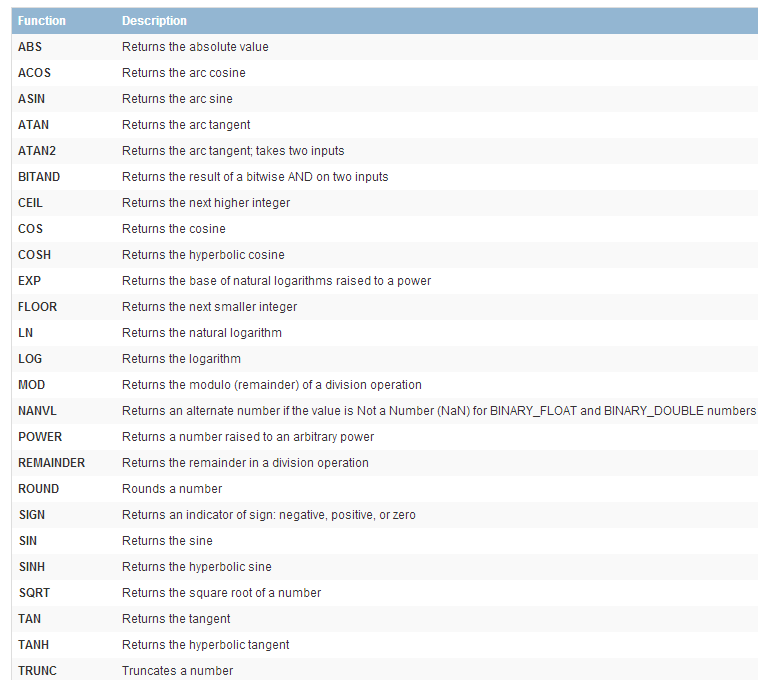 Function Description
ABS Returns the absolute value
ACOS Returns the arc cosine
ASIN Returns the arc sine
ATAN Returns the arc tangent
ATAN2 Returns the arc tangent; takes two inputs
BITAND Returns the result of a bitwise AND on two inputs
CEIL Returns the next higher integer
COS Returns the cosine
COSH Returns the hyperbolic cosine
EXP Returns the base of natural logarithms raised to a power
FLOOR Returns the next smaller integer
LN Returns the natural logarithm
LOG Returns the logarithm
MOD Returns the modulo (remainder) of a division operation
NANVL Returns an alternate number if the value is Not a Number (NaN) for BINARY_FLOAT and BINARY_DOUBLE numbers
POWER Returns a number raised to an arbitrary power
REMAINDER Returns the remainder in a division operation
ROUND Rounds a number
SIGN Returns an indicator of sign: negative, positive, or zero
SIN Returns the sine
SINH Returns the hyperbolic sine
SQRT Returns the square root of a number
TAN Returns the tangent
TANH Returns the hyperbolic tangent
TRUNC Truncates a number